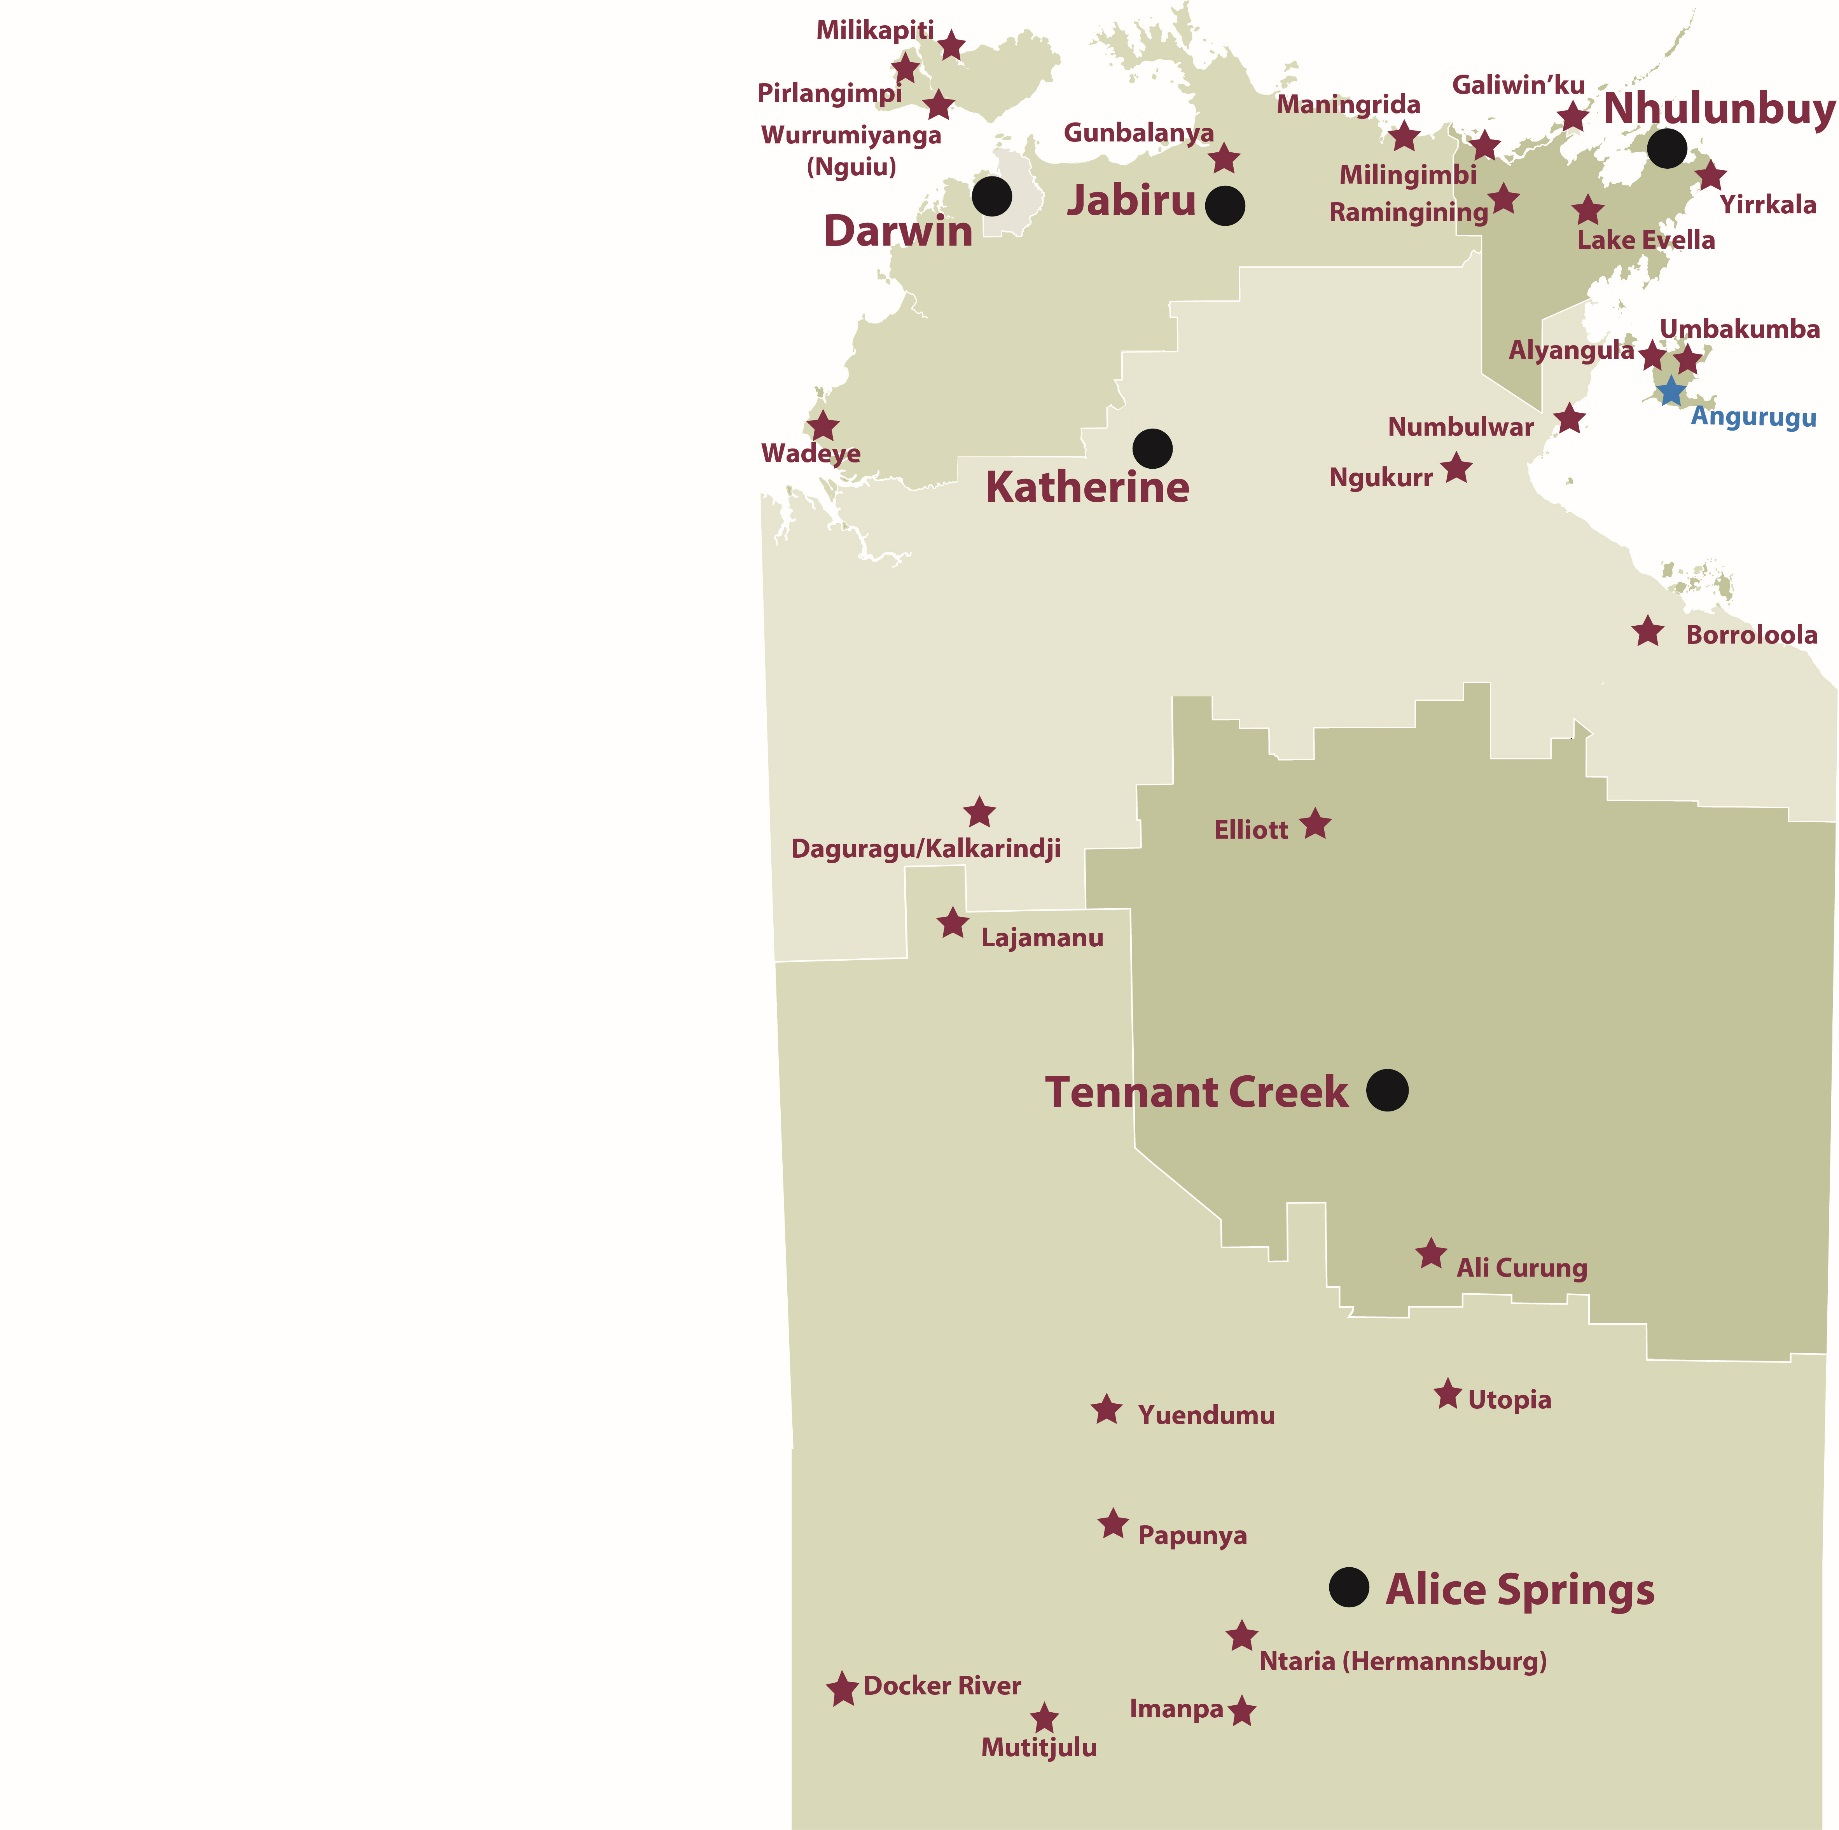 Milikapiti
Pirlangimpi
Wurrumiyanga
(Nguiu)
Darwin
Gunbalanya
Jabiru
Maningrida
Galiwin’ku
Nhulunbuy
Milingimbi
Ramingining
Yirrkala
Lake Evella
Umbakumba
Alyangula
Angurugu
Numbulwar
Wadeye
Katherine
Ngukurr
Borroloola
Daguragu/Kalkarindji
Elliott
Lajamanu
Tennant Creek
Ali Curung
Utopia
Yuendumu
Papunya
Alice Springs
Ntaria (Hermannsburg)
Docker River
Imanpa
Mutitjulu